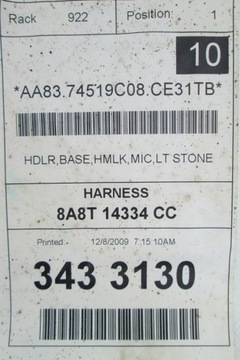 Rack 922 Position: 1
10
*AA83.74519C08.CE31TB*
HDLR,BASE,HMLK,MIC,LT STONE
HARNESS
8A8T 14334 CC
Printed 12/8/2009 7:15:10AM
343 3130